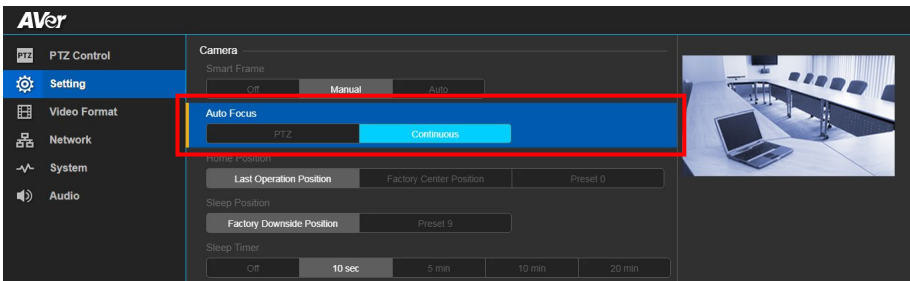 AVer
PTZ PTZ Control
Setting
Video Format
Network
System
Audio
Camera
Smart Frame
Off Manual Auto
Auto Focus
PTZ Continuous
Home Position
Last Operation Position Factory Center Position Preset 0
Sleep Position
Factory Downside Position Preset 9
Sleep Timer
Off 10 sec 5 min 10 min 20 min